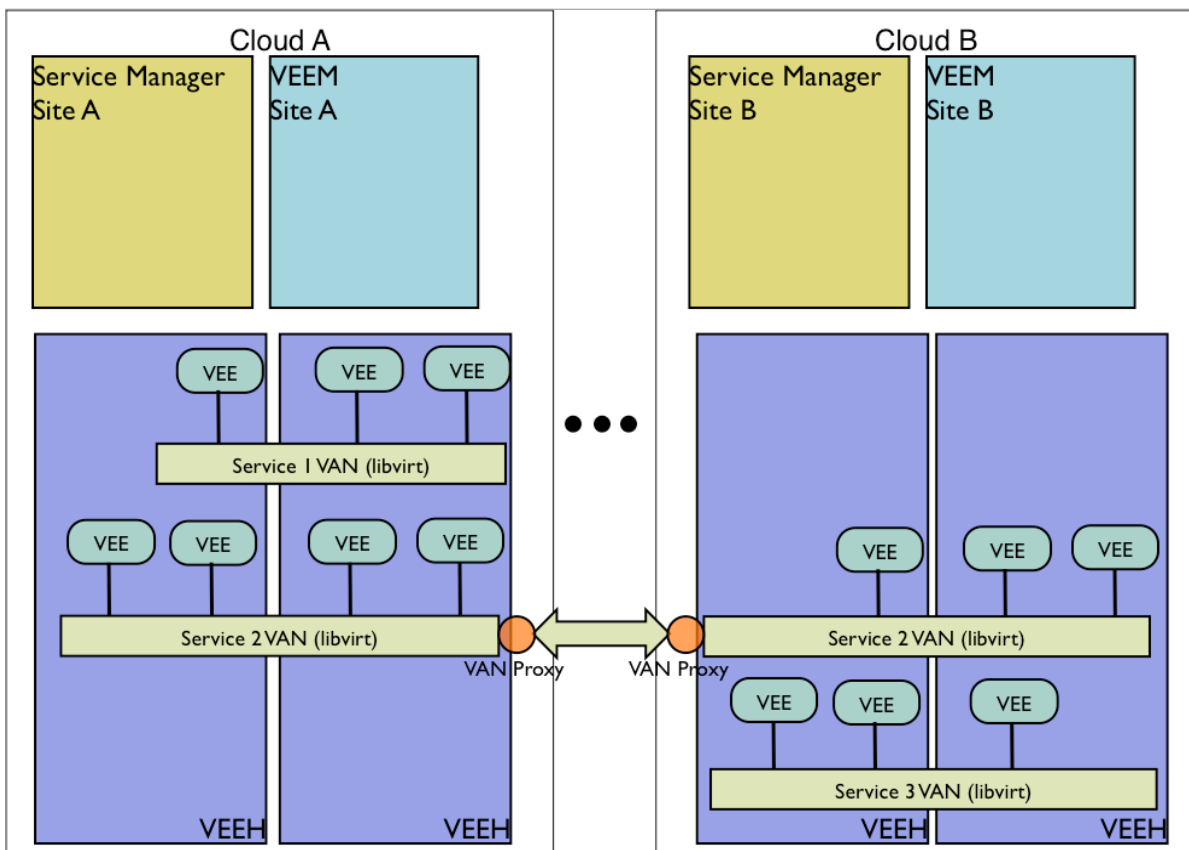 Cloud A
Service Manager
Site A
VEEM
Site A
VEE
VEE
VEE
Service 1 VAN (libvirt)
VEE
VEE
VEE
VEE
Service 2 VAN (libvirt)
VAN Proxy
VEEH
VEEH
Cloud B
Service Manager
Site B
VEEM
Site B
VEE
VEE
VEE
Service 2 VAN (libvirt)
VAN Proxy
VEE
VEE
VEE
Service 3 VAN (libvirt)
VEEH
VEEH